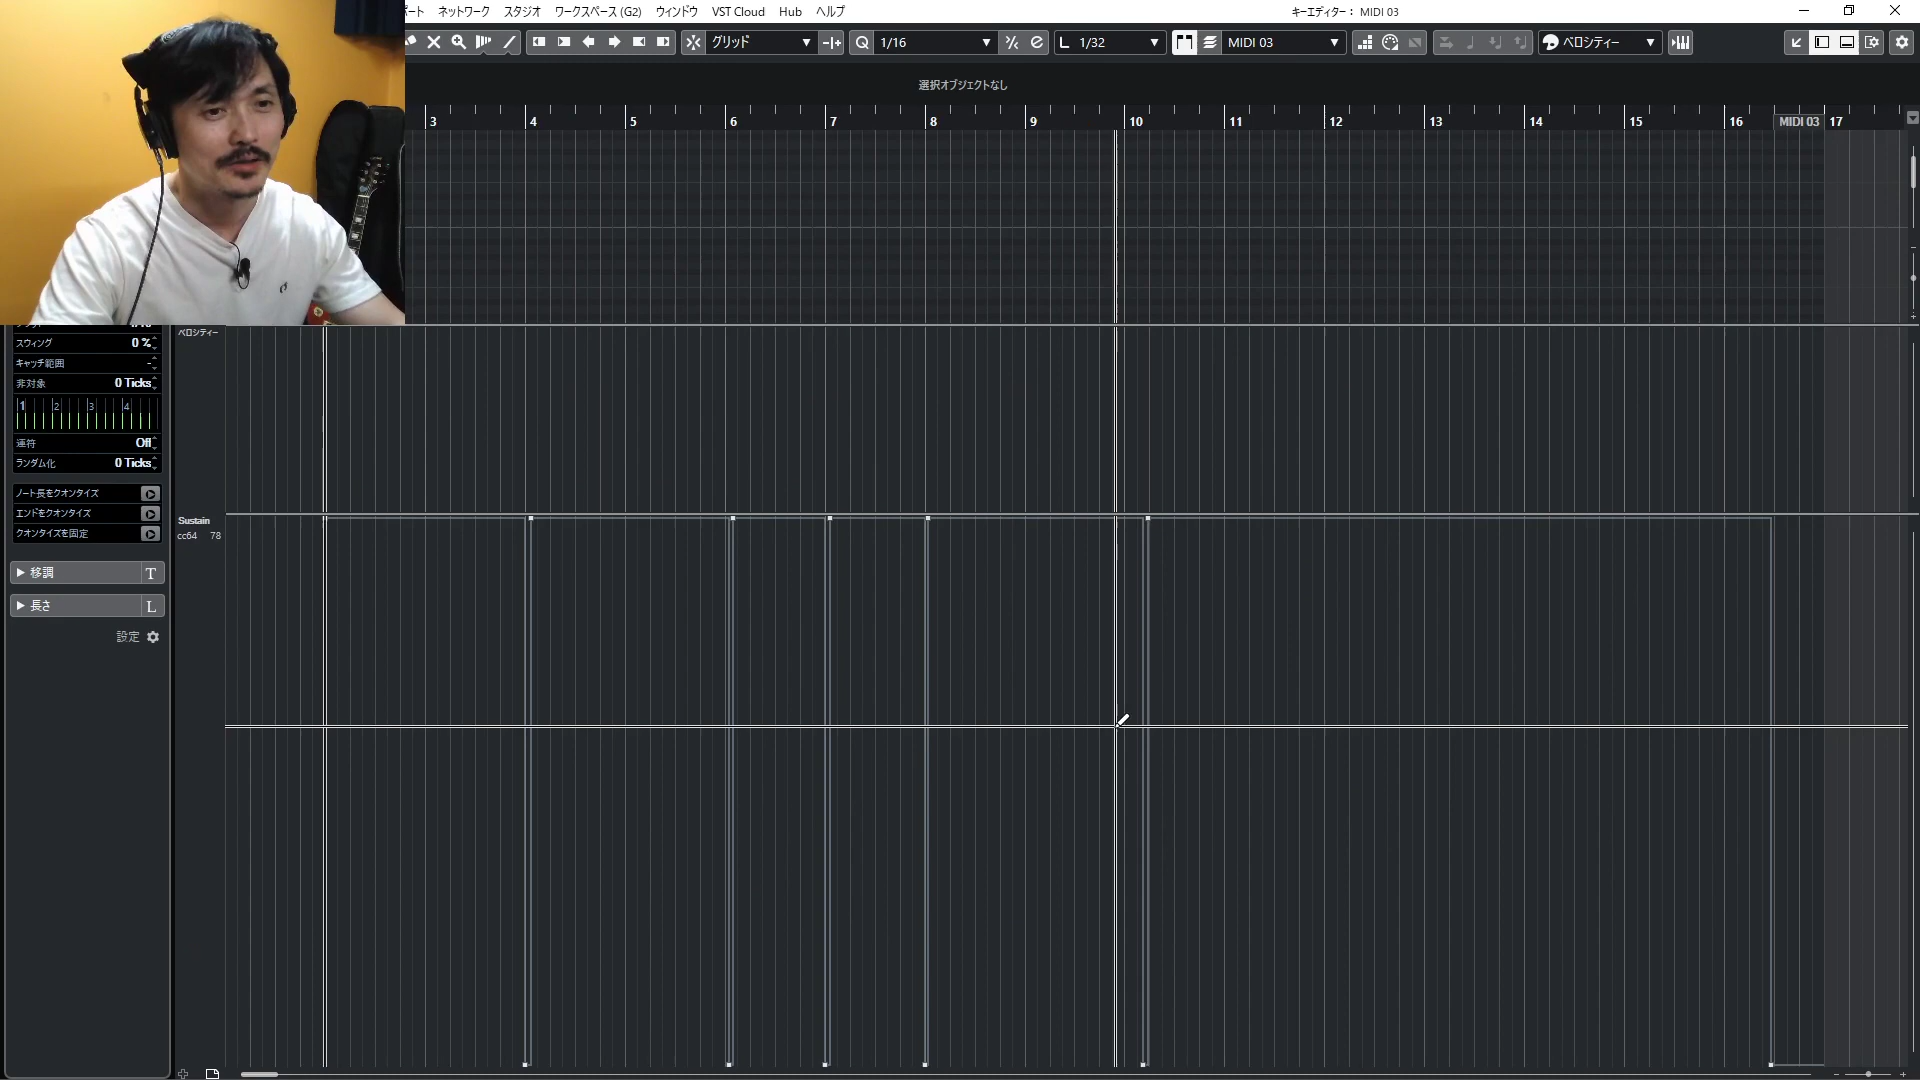 ポート ネットワーク スタジオ ワークスペース (G2) ウィンドウ VST Cloud Hub ヘルプ
キーエディター： MIDI 03
グリッド 1/16 1/32 MIDI 03 ベロシティー
選択オブジェクトなし
3 4 5 6 7 8 9 10 11 12 13 14 15 16 MIDI 03 17
ベロシティー
スウィング 0 %
キャッチ範囲 -
非対象 0 Ticks
1 2 3 4
連符 Off
ランダム化 0 Ticks
ノート長をクオンタイズ
エンドをクオンタイズ
クオンタイズを固定
Sustain
cc64 78
移調 T
長さ L
設定